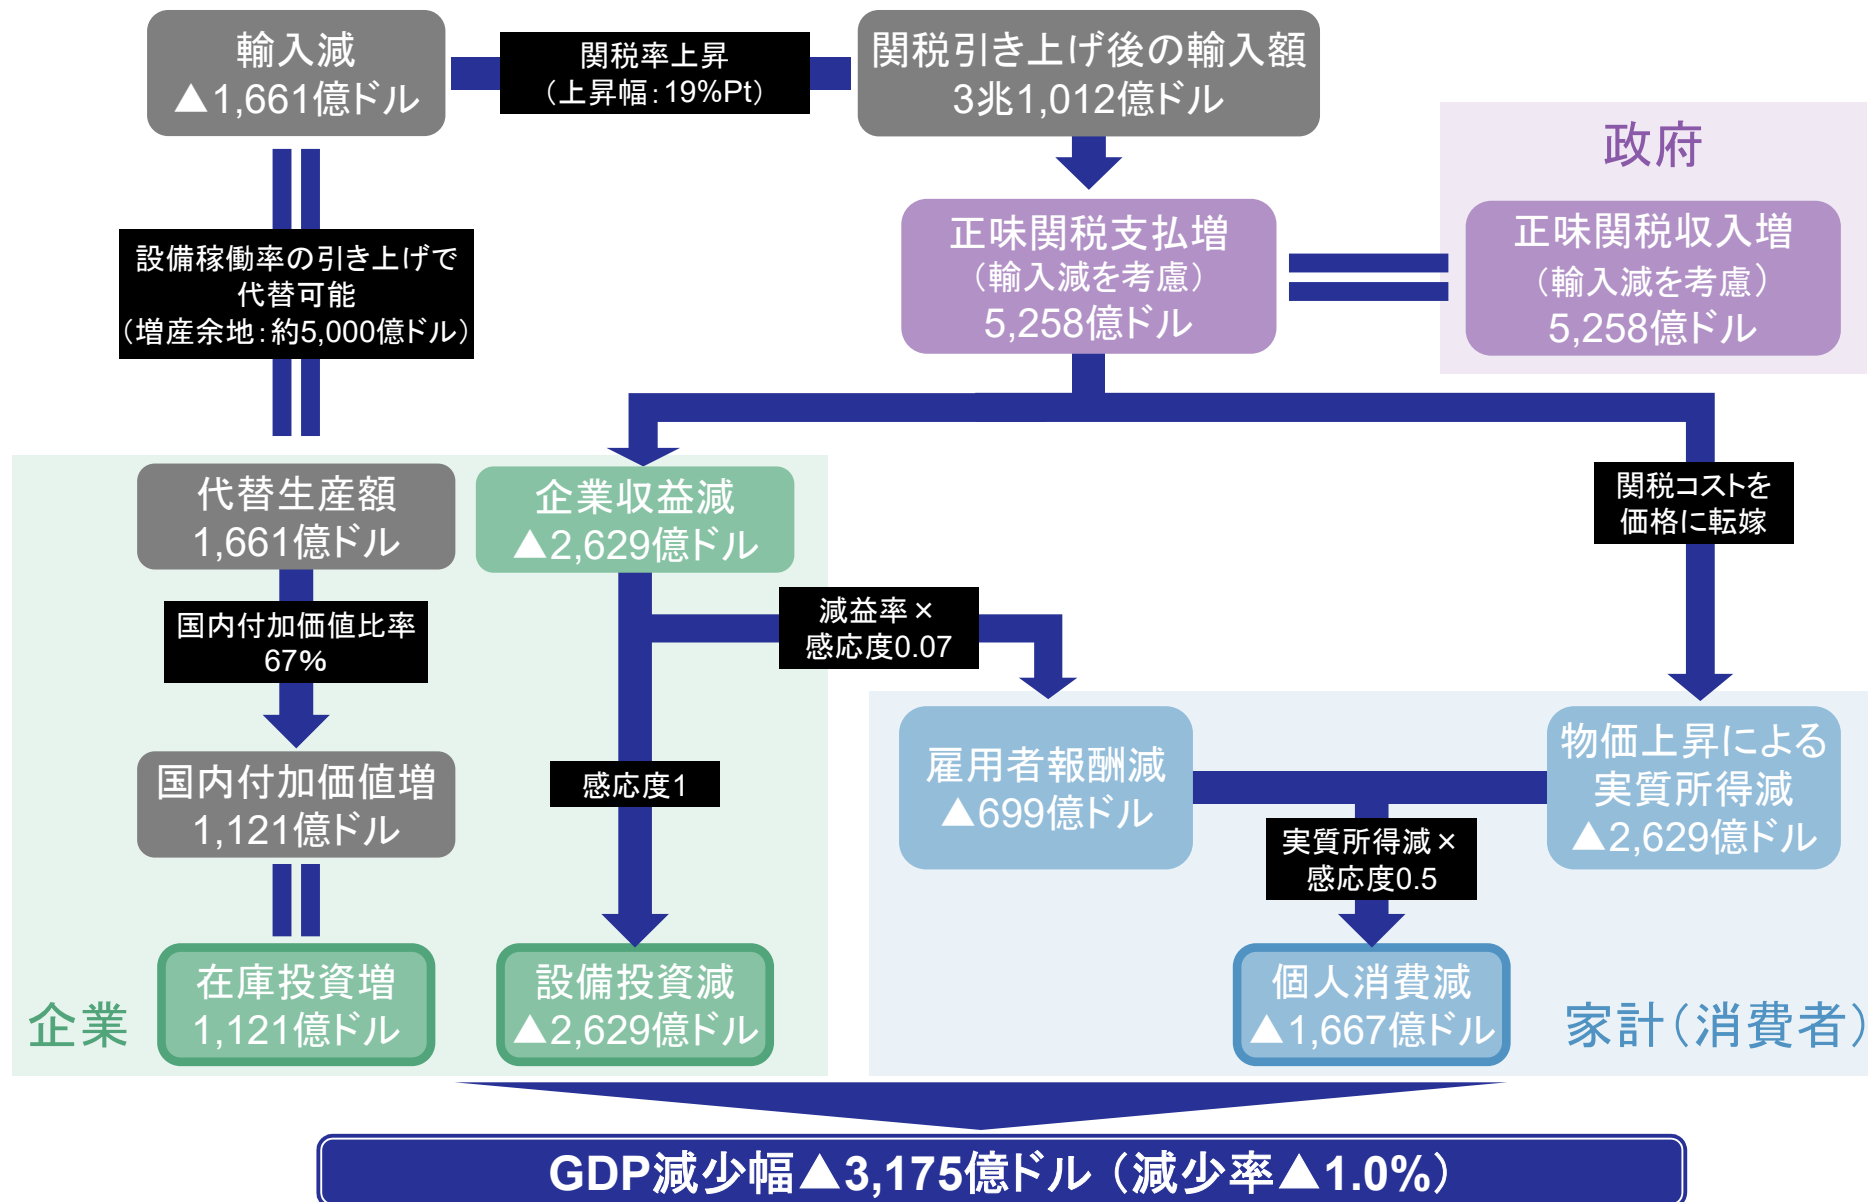 輸入減
▲1,661億ドル
関税率上昇
（上昇幅：19%Pt）
関税引き上げ後の輸入額
3兆1,012億ドル
政府
正味関税支払増
（輸入減を考慮）
5,258億ドル
正味関税収入増
（輸入減を考慮）
5,258億ドル
設備稼働率の引き上げで
代替可能
（増産余地：約5,000億ドル）
代替生産額
1,661億ドル
企業収益減
▲2,629億ドル
関税コストを
価格に転嫁
国内付加価値比率
67%
減益率×
感応度0.07
国内付加価値増
1,121億ドル
感応度1
雇用者報酬減
▲699億ドル
物価上昇による
実質所得減
▲2,629億ドル
実質所得減×
感応度0.5
企業
在庫投資増
1,121億ドル
設備投資減
▲2,629億ドル
個人消費減
▲1,667億ドル
家計（消費者）
GDP減少幅▲3,175億ドル（減少率▲1.0%）